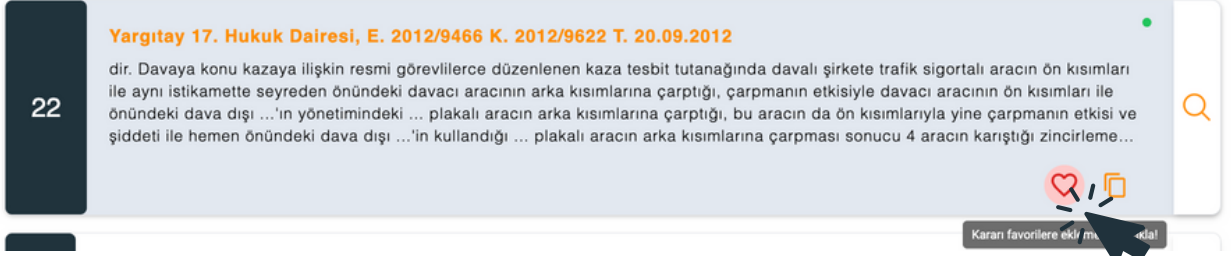 Yargıtay 17. Hukuk Dairesi, E. 2012/9466 K. 2012/9622 T. 20.09.2012
dir. Davaya konu kazaya ilişkin resmi görevlilerce düzenlenen kaza tesbit tutanağında davalı şirkete trafik sigortalı aracın ön kısımları
ile aynı istikamette seyreden önündeki davacı aracının arka kısımlarına çarptığı, çarpmanın etkisiyle davacı aracının ön kısımları ile
22
önündeki dava dışı ...'ın yönetimindeki ... plakalı aracın arka kısımlarına çarptığı, bu aracın da ön kısımlarıyla yine çarpmanın etkisi ve
şiddeti ile hemen önündeki dava dışı ...'in kullandığı ... plakalı aracın arka kısımlarına çarpması sonucu 4 aracın karıştığı zincirleme...
Kararı favorilere